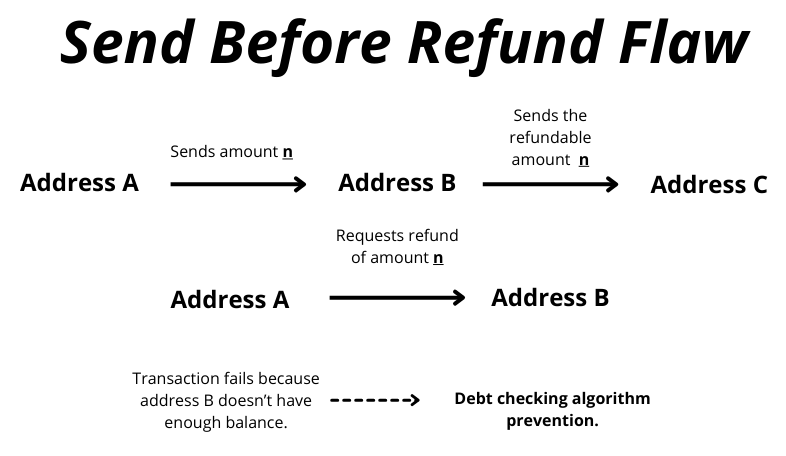 Send Before Refund Flaw
Sends the
refundable
amount n
Sends amount n
Address A
Address B
Address C
Requests refund
of amount n
Address A
Address B
Transaction fails because
address B doesn’t have
enough balance.
Debt checking algorithm
prevention.